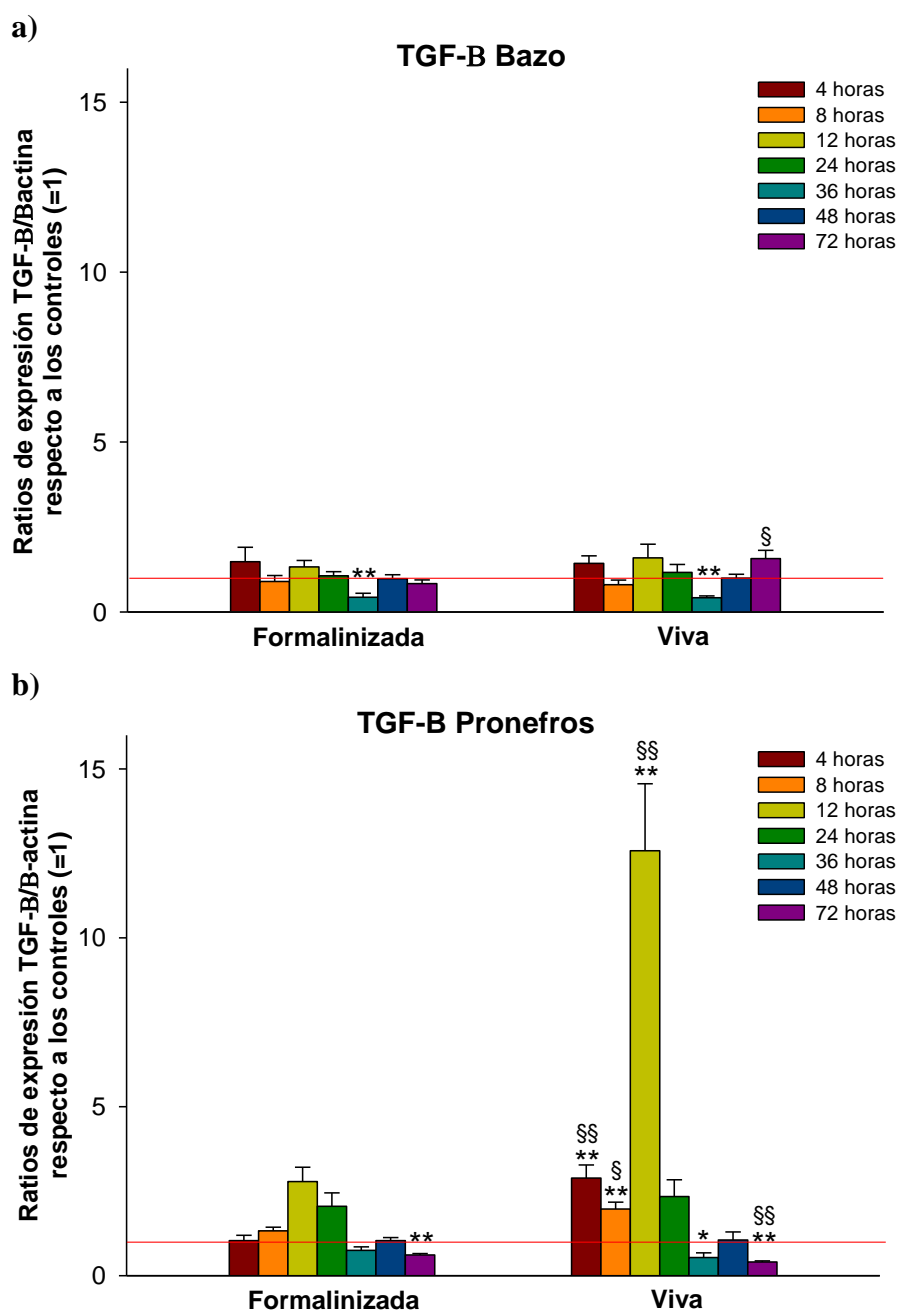 a)
TGF-B Bazo
Ratios de expresión TGF-B/Bactina
respecto a los controles (=1)
15
10
5
0
4 horas
8 horas
12 horas
24 horas
36 horas
48 horas
72 horas
**
**
§
Formalinizada
Viva
b)
TGF-B Pronefros
Ratios de expresión TGF-B/B-actina
respecto a los controles (=1)
15
10
5
0
4 horas
8 horas
12 horas
24 horas
36 horas
48 horas
72 horas
**
§§
**
§
**
§§
**
*
§§
**
Formalinizada
Viva